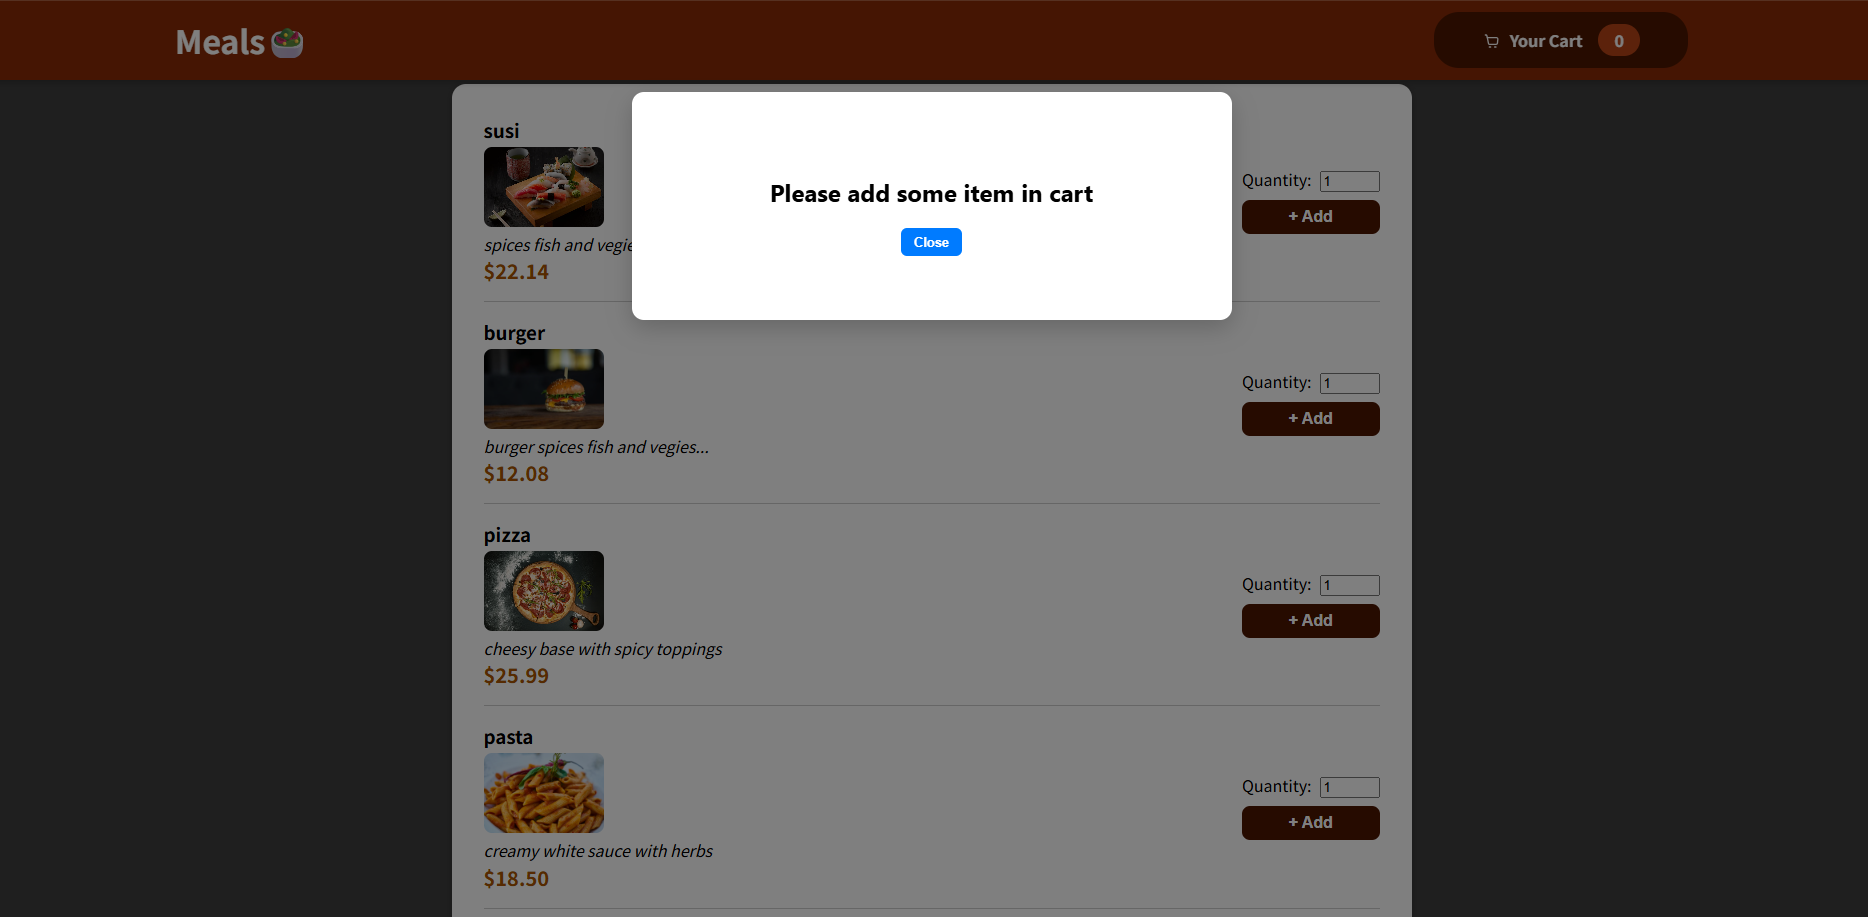 Meals
Your Cart 0
Please add some item in cart
Close
susi
spices fish and vegie
$22.14
Quantity: 1
+ Add
burger
burger spices fish and vegies...
$12.08
Quantity: 1
+ Add
pizza
cheesy base with spicy toppings
$25.99
Quantity: 1
+ Add
pasta
creamy white sauce with herbs
$18.50
Quantity: 1
+ Add